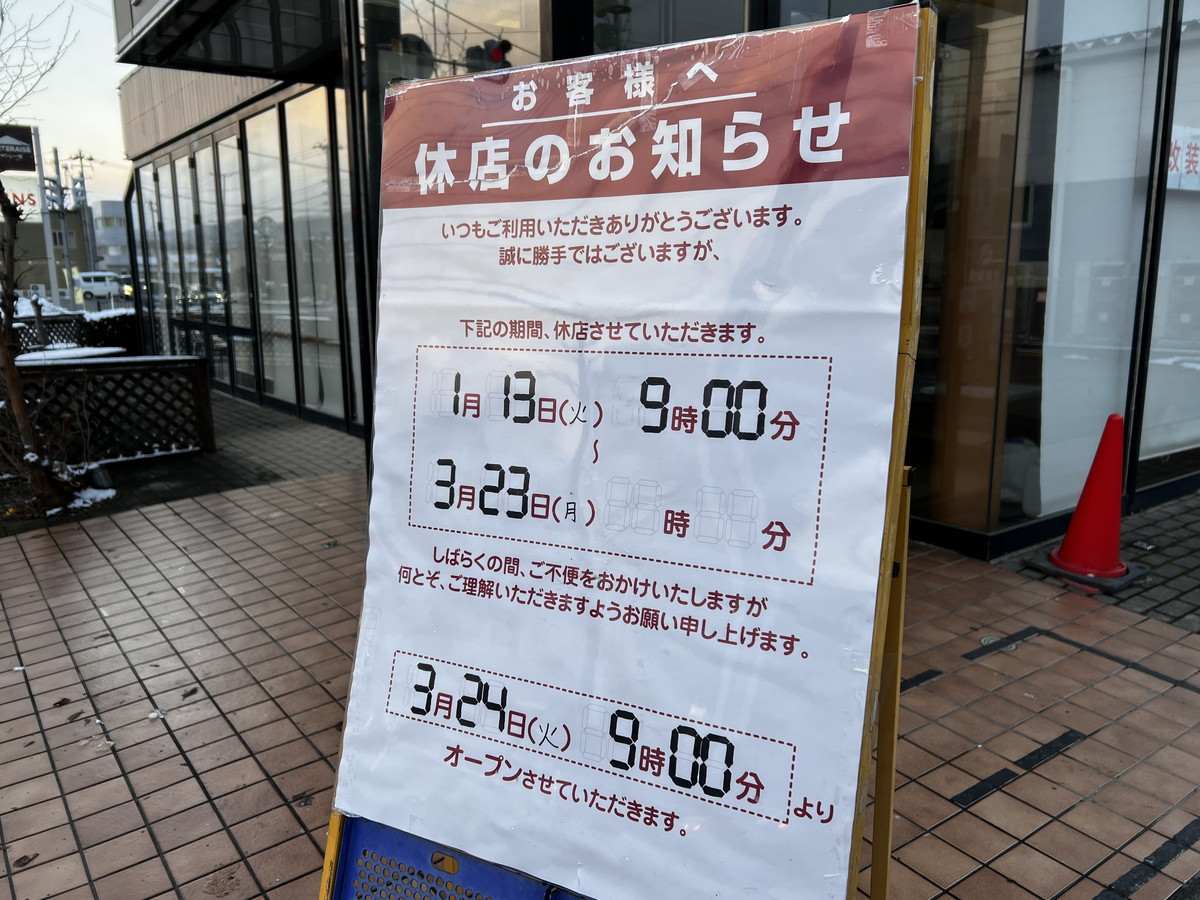 お客様へ
休店のお知らせ
いつもご利用いただきありがとうございます。
誠に勝手ではございますが、
下記の期間、休店させていただきます。
1月13日(火) 9時00分
～
3月23日(月) 時 分
しばらくの間、ご不便をおかけいたしますが
何とぞ、ご理解いただきますようお願い申し上げます。
3月24日(火) 9時00分より
オープンさせていただきます。
改装